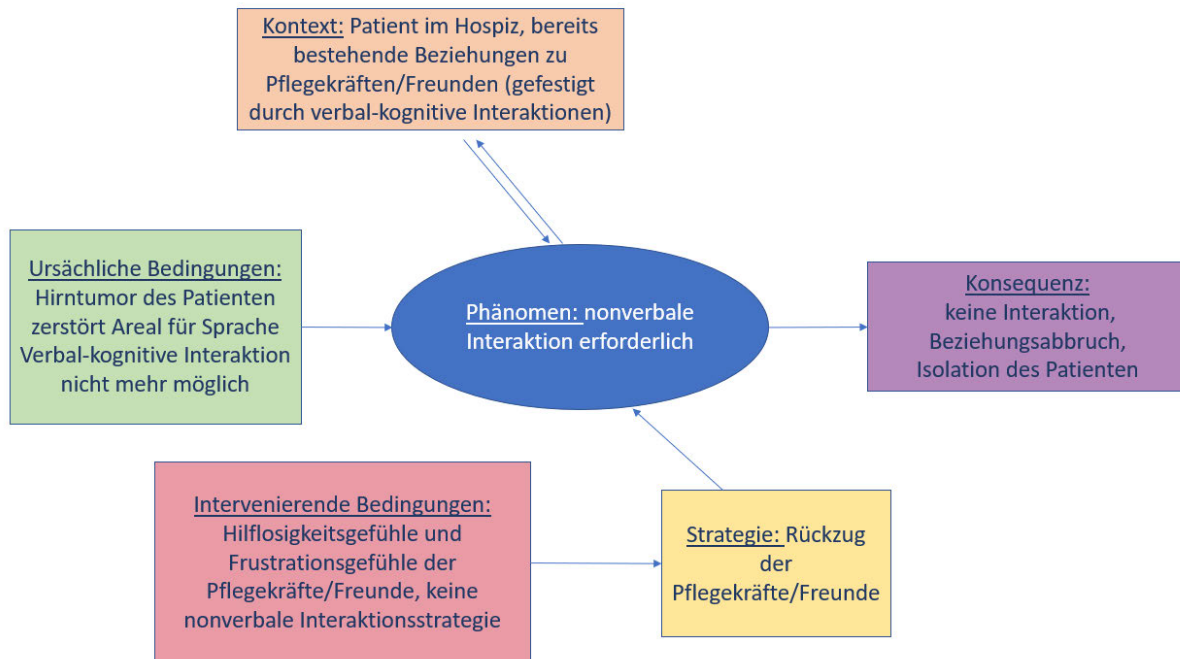 Kontext: Patient im Hospiz, bereits
bestehende Beziehungen zu
Pflegekräften/Freunden (gefestigt
durch verbal-kognitive Interaktionen)
Ursächliche Bedingungen:
Hirntumor des Patienten
zerstört Areal für Sprache
Verbal-kognitive Interaktion
nicht mehr möglich
Phänomen: nonverbale
Interaktion erforderlich
Konsequenz:
keine Interaktion,
Beziehungsabbruch,
Isolation des Patienten
Intervenierende Bedingungen:
Hilflosigkeitsgefühle und
Frustrationsgefühle der
Pflegekräfte/Freunde, keine
nonverbale Interaktionsstrategie
Strategie: Rückzug
der
Pflegekräfte/Freunde